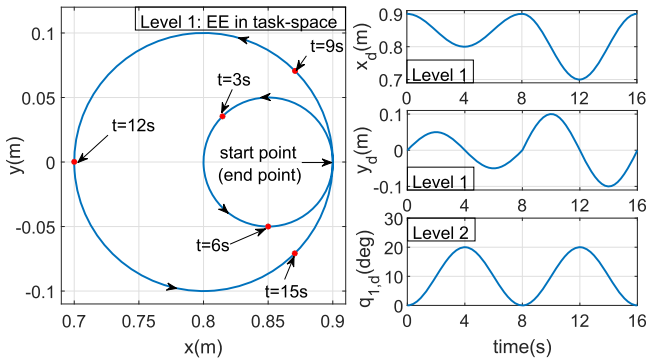 Level 1: EE in task-space
0.1
0.05
0
-0.05
-0.1
y(m)
t=9s
t=3s
t=12s
start point
(end point)
t=6s
t=15s
0.7 0.75 0.8 0.85 0.9
x(m)
0.9
0.8
0.7
x_d(m)
Level 1
0 4 8 12 16
0.1
0
-0.1
y_d(m)
Level 1
0 4 8 12 16
30
20
10
0
q_1,d(deg)
Level 2
0 4 8 12 16
time(s)